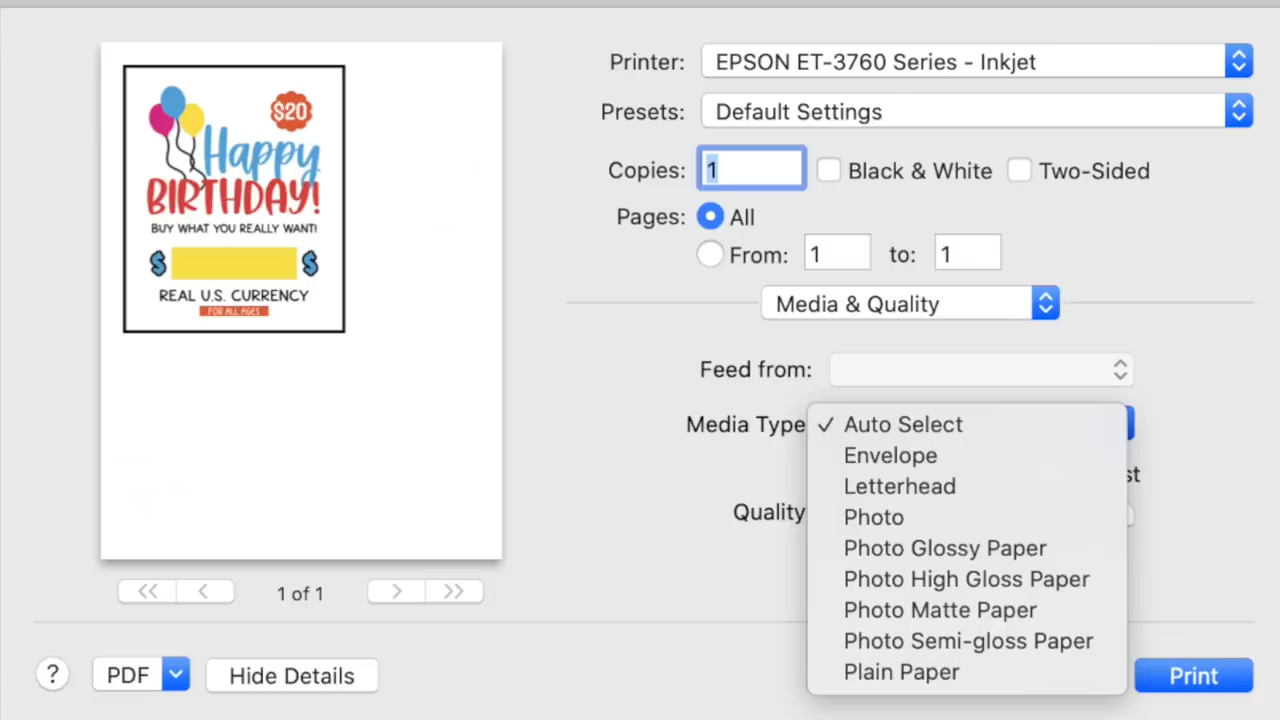 $20
Happy
BIRTHDAY!
BUY WHAT YOU REALLY WANT!
$ $
REAL U.S. CURRENCY
FOR ALL AGES
<< < 1 of 1 > >>
? PDF Hide Details
Printer: EPSON ET-3760 Series - Inkjet
Presets: Default Settings
Copies: 1 Black & White Two-Sided
Pages: All
From: 1 to: 1
Media & Quality
Feed from:
Media Type ✓ Auto Select
Envelope
st
Letterhead
Quality Photo
Photo Glossy Paper
Photo High Gloss Paper
Photo Matte Paper
Photo Semi-gloss Paper
Plain Paper
Print